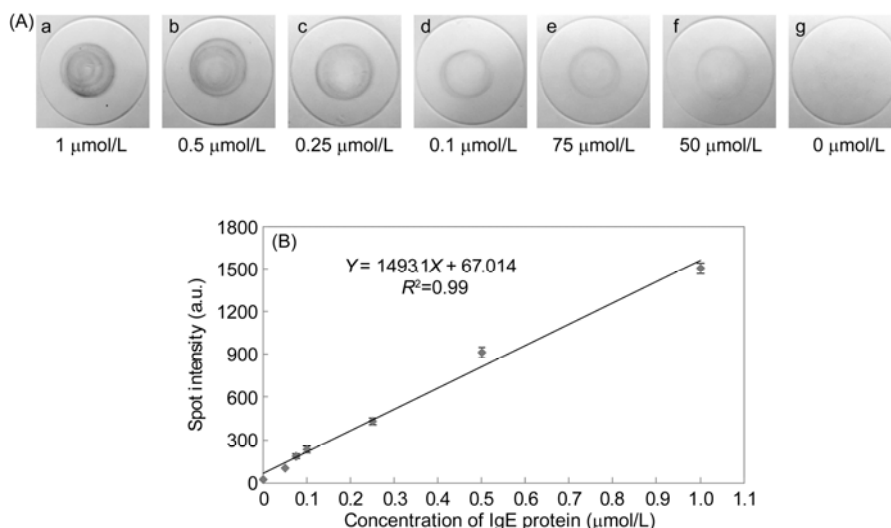 (A)
a b c d e f g
1 μmol/L 0.5 μmol/L 0.25 μmol/L 0.1 μmol/L 75 μmol/L 50 μmol/L 0 μmol/L
(B)
Y = 1493.1X + 67.014
R²=0.99
Spot intensity (a.u.)
1800
1500
1200
900
600
300
0
0 0.1 0.2 0.3 0.4 0.5 0.6 0.7 0.8 0.9 1.0 1.1
Concentration of IgE protein (μmol/L)